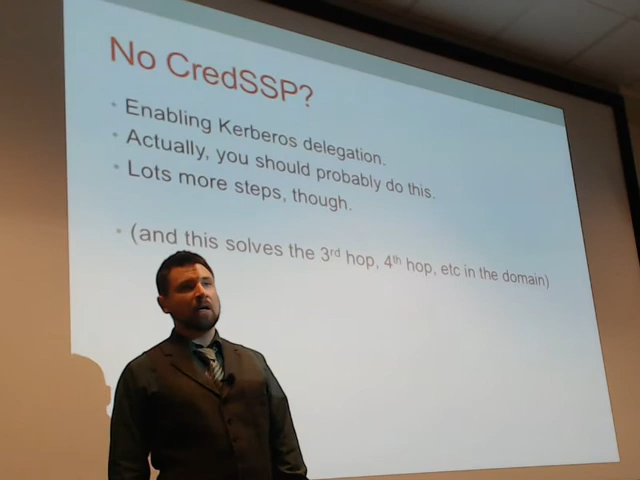 No CredSSP?
• Enabling Kerberos delegation.
• Actually, you should probably do this.
• Lots more steps, though.
• (and this solves the 3rd hop, 4th hop, etc in the domain)